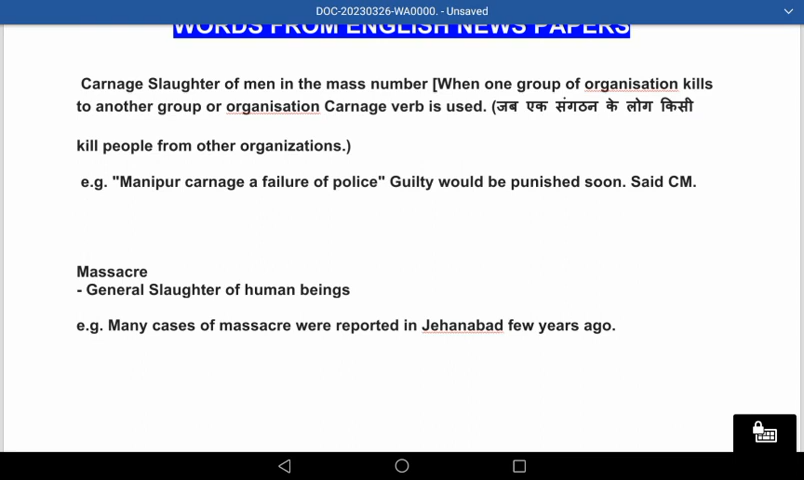 DOC-20230326-WA0000. - Unsaved
WORDS FROM ENGLISH NEWS PAPERS
Carnage Slaughter of men in the mass number [When one group of organisation kills
to another group or organisation Carnage verb is used. (जब एक संगठन के लोग किसी
kill people from other organizations.)
e.g. "Manipur carnage a failure of police" Guilty would be punished soon. Said CM.
Massacre
- General Slaughter of human beings
e.g. Many cases of massacre were reported in Jehanabad few years ago.